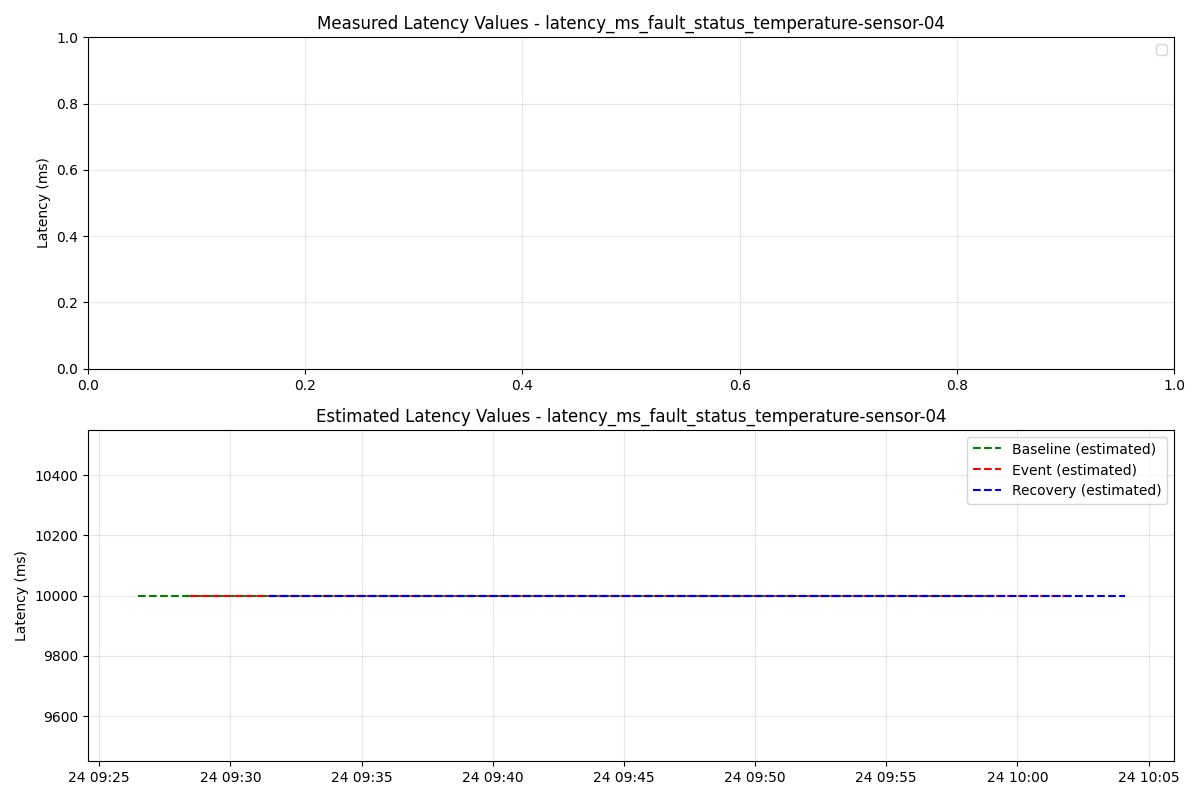 Measured Latency Values - latency_ms_fault_status_temperature-sensor-04
1.0
0.8
0.6
0.4
0.2
0.0
Latency (ms)
0.0 0.2 0.4 0.6 0.8 1.0
Estimated Latency Values - latency_ms_fault_status_temperature-sensor-04
Baseline (estimated)
Event (estimated)
Recovery (estimated)
10400
10200
10000
9800
9600
Latency (ms)
24 09:25 24 09:30 24 09:35 24 09:40 24 09:45 24 09:50 24 09:55 24 10:00 24 10:05